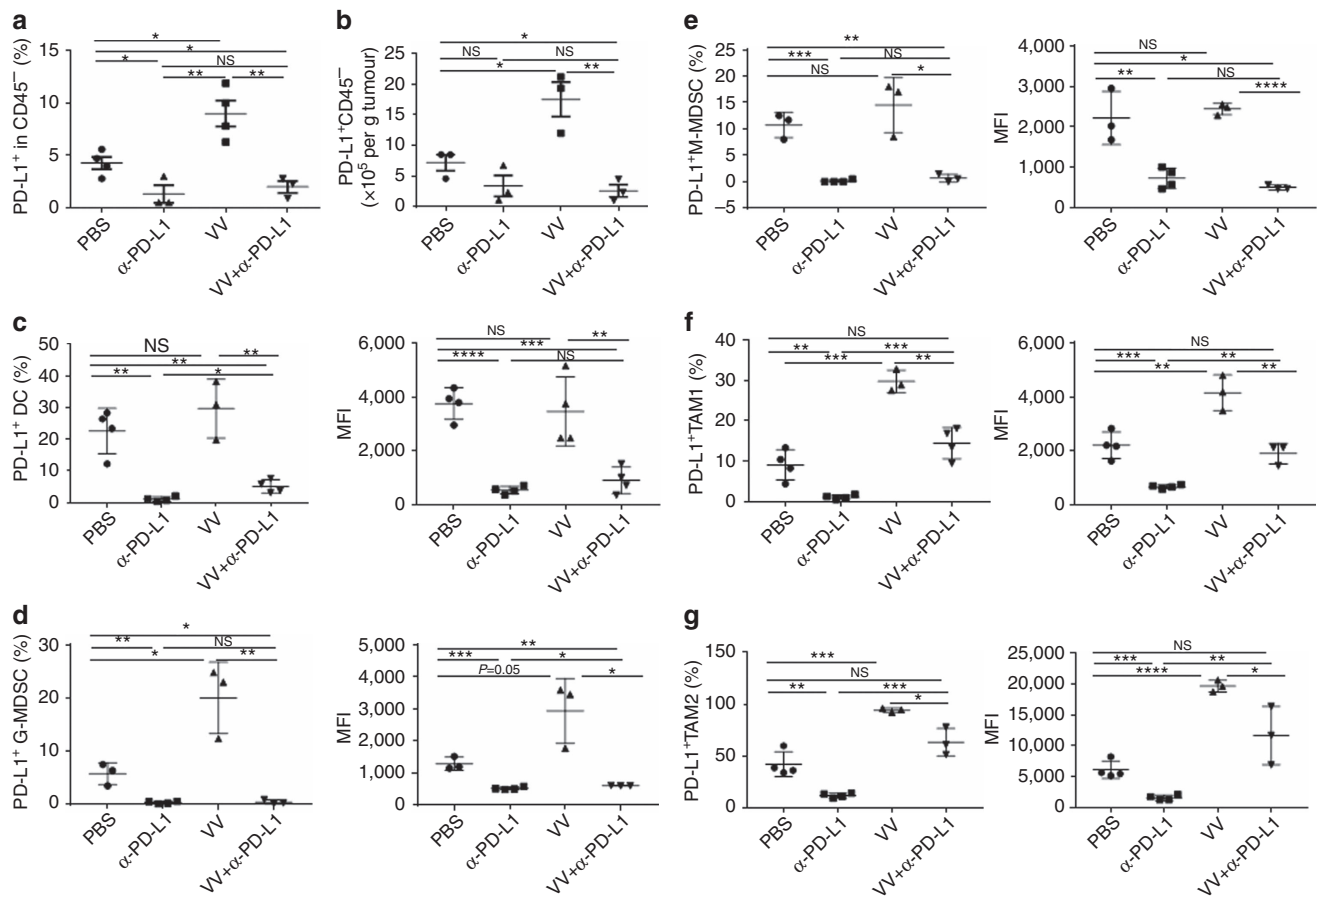 a
PD-L1⁺ in CD45⁻ (%)
15
10
5
0
*
*
*
NS
**
**
PBS
α-PD-L1
VV
VV+α-PD-L1
b
PD-L1⁺CD45⁻
(×10⁵ per g tumour)
25
20
15
10
5
0
*
NS
NS
*
**
PBS
α-PD-L1
VV
VV+α-PD-L1
e
PD-L1⁺M-MDSC (%)
25
20
15
10
5
0
–5
**
***
NS
NS
*
PBS
α-PD-L1
VV
VV+α-PD-L1
MFI
4,000
3,000
2,000
1,000
0
NS
*
**
NS
****
PBS
α-PD-L1
VV
VV+α-PD-L1
c
PD-L1⁺ DC (%)
50
40
30
20
10
0
NS
**
**
**
*
PBS
α-PD-L1
VV
VV+α-PD-L1
MFI
6,000
4,000
2,000
0
NS
**
***
****
NS
PBS
α-PD-L1
VV
VV+α-PD-L1
f
PD-L1⁺TAM1 (%)
40
30
20
10
0
NS
**
***
***
**
PBS
α-PD-L1
VV
VV+α-PD-L1
MFI
6,000
4,000
2,000
0
NS
***
**
**
**
PBS
α-PD-L1
VV
VV+α-PD-L1
d
PD-L1⁺ G-MDSC (%)
30
20
10
0
*
**
NS
*
**
PBS
α-PD-L1
VV
VV+α-PD-L1
MFI
5,000
4,000
3,000
2,000
1,000
0
**
***
*
P=0.05
*
PBS
α-PD-L1
VV
VV+α-PD-L1
g
PD-L1⁺TAM2 (%)
150
100
50
0
***
NS
**
***
*
PBS
α-PD-L1
VV
VV+α-PD-L1
MFI
25,000
20,000
15,000
10,000
5,000
0
NS
***
**
****
*
PBS
α-PD-L1
VV
VV+α-PD-L1